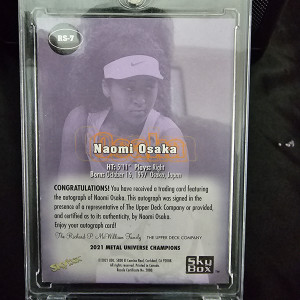 RS-7
Naomi Osaka
HT: 5'11" Plays: Right
Born: October 16, 1997, Osaka, Japan
CONGRATULATIONS! You have received a trading card featuring
the autograph of Naomi Osaka. This autograph was signed in the
presence of a representative of The Upper Deck Company or provided,
and certified as to its authenticity, by Naomi Osaka.
Enjoy your autograph card!
The Richard P. McWilliam Family THE UPPER DECK COMPANY
2021 METAL UNIVERSE CHAMPIONS
SkyBox